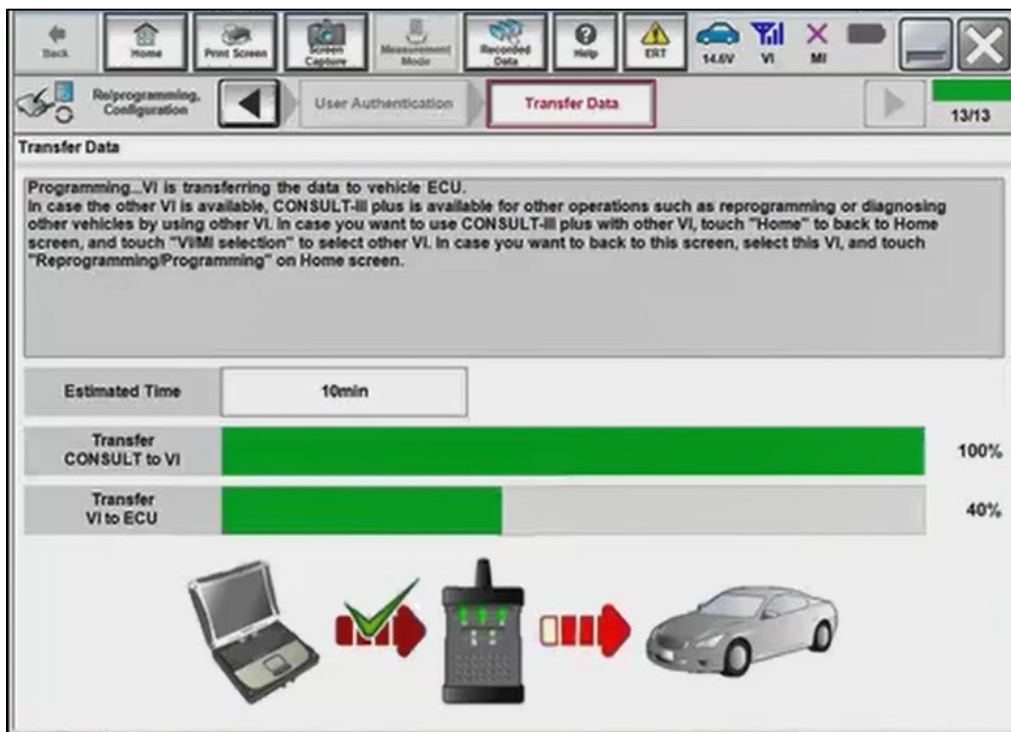 Back
Home
Print Screen
Screen
Capture
Measurement
Mode
Recorded
Data
Help
ERT
14.6V
VI
MI
Re/programming,
Configuration
User Authentication
Transfer Data
13/13
Transfer Data
Programming...VI is transferring the data to vehicle ECU.
In case the other VI is available, CONSULT-III plus is available for other operations such as reprogramming or diagnosing
other vehicles by using other VI. In case you want to use CONSULT-III plus with other VI, touch "Home" to back to Home
screen, and touch "VI/MI selection" to select other VI. In case you want to back to this screen, select this VI, and touch
"Reprogramming/Programming" on Home screen.
Estimated Time
10min
Transfer
CONSULT to VI
100%
Transfer
VI to ECU
40%